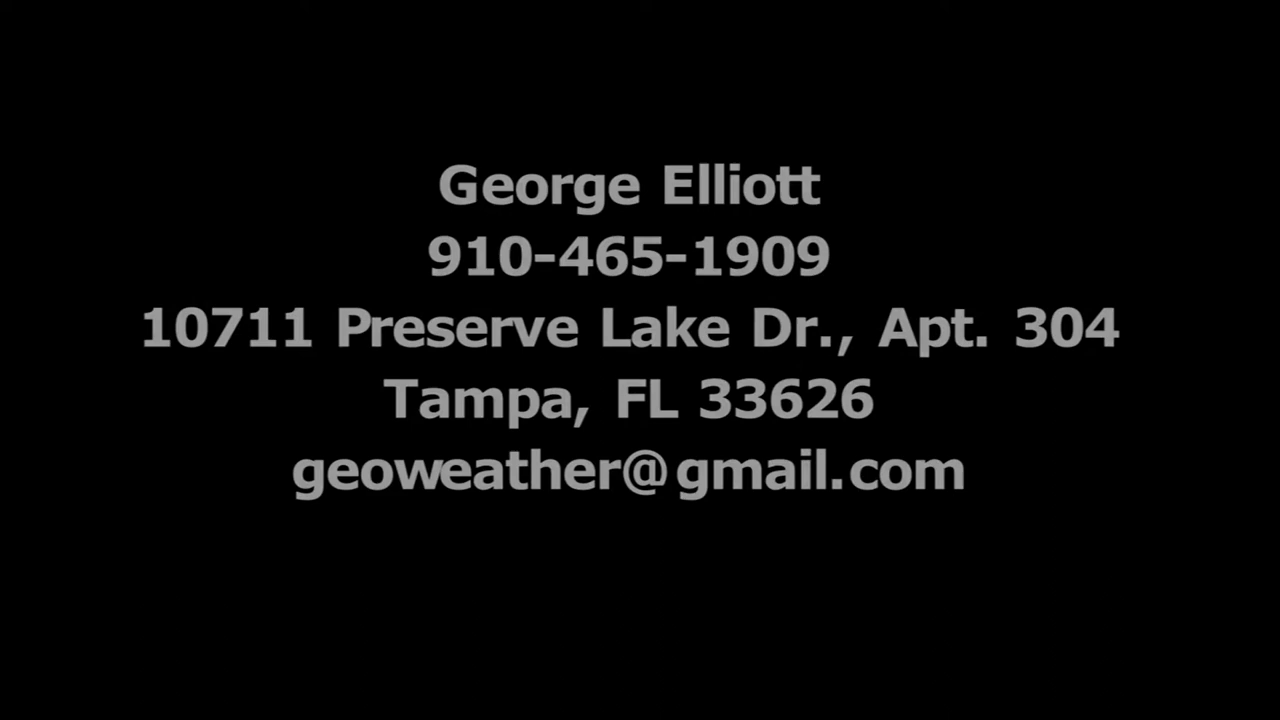 George Elliott
910-465-1909
10711 Preserve Lake Dr., Apt. 304
Tampa, FL 33626
geoweather@gmail.com